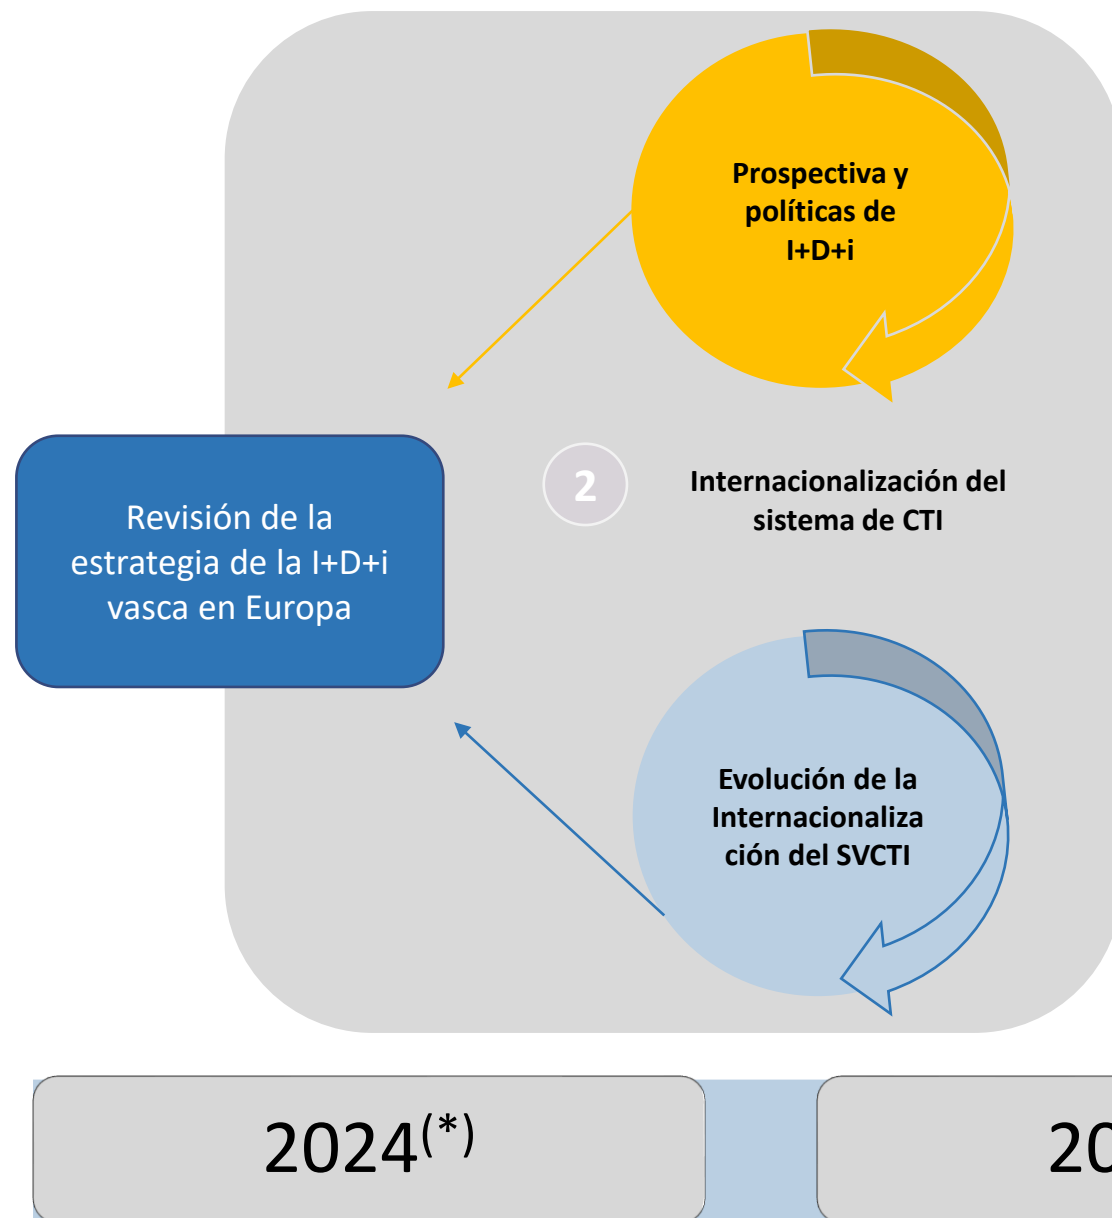 Prospectiva y
políticas de
I+D+i
2
Internacionalización del
sistema de CTI
Revisión de la
estrategia de la I+D+i
vasca en Europa
Evolución de la
Internacionaliza
ción del SVCTI
2024(*)
20